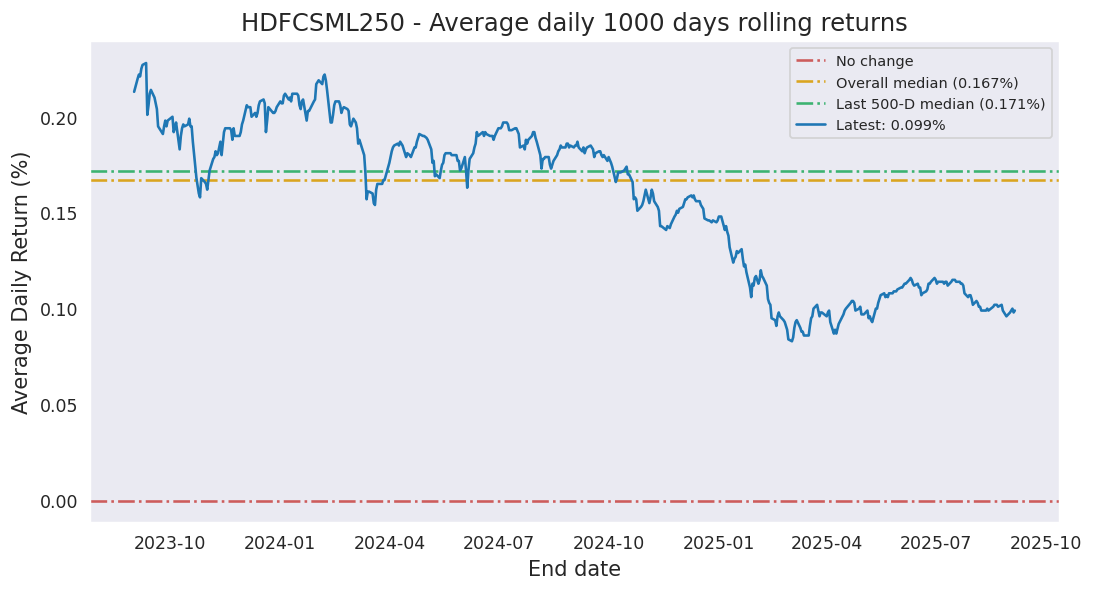 HDFCSML250 - Average daily 1000 days rolling returns
No change
Overall median (0.167%)
Last 500-D median (0.171%)
Latest: 0.099%
Average Daily Return (%)
0.20
0.15
0.10
0.05
0.00
2023-10 2024-01 2024-04 2024-07 2024-10 2025-01 2025-04 2025-07 2025-10
End date